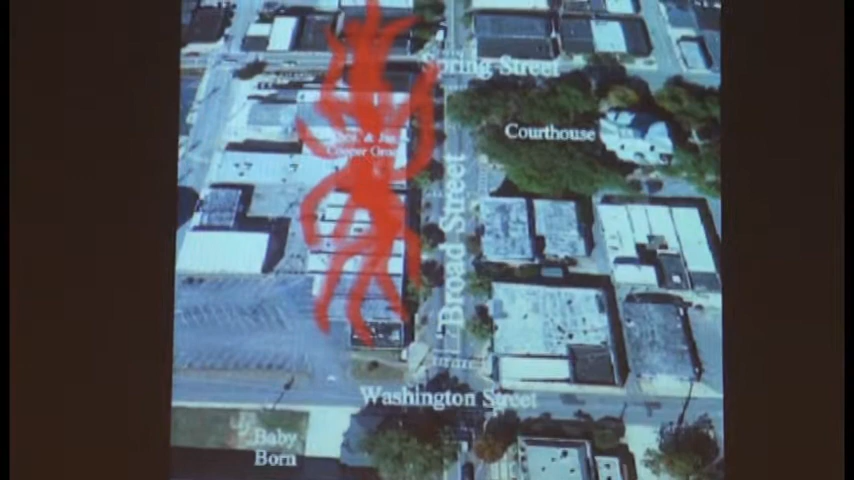 Spring Street
Courthouse
Broad Street
Washington Street
Baby
Born